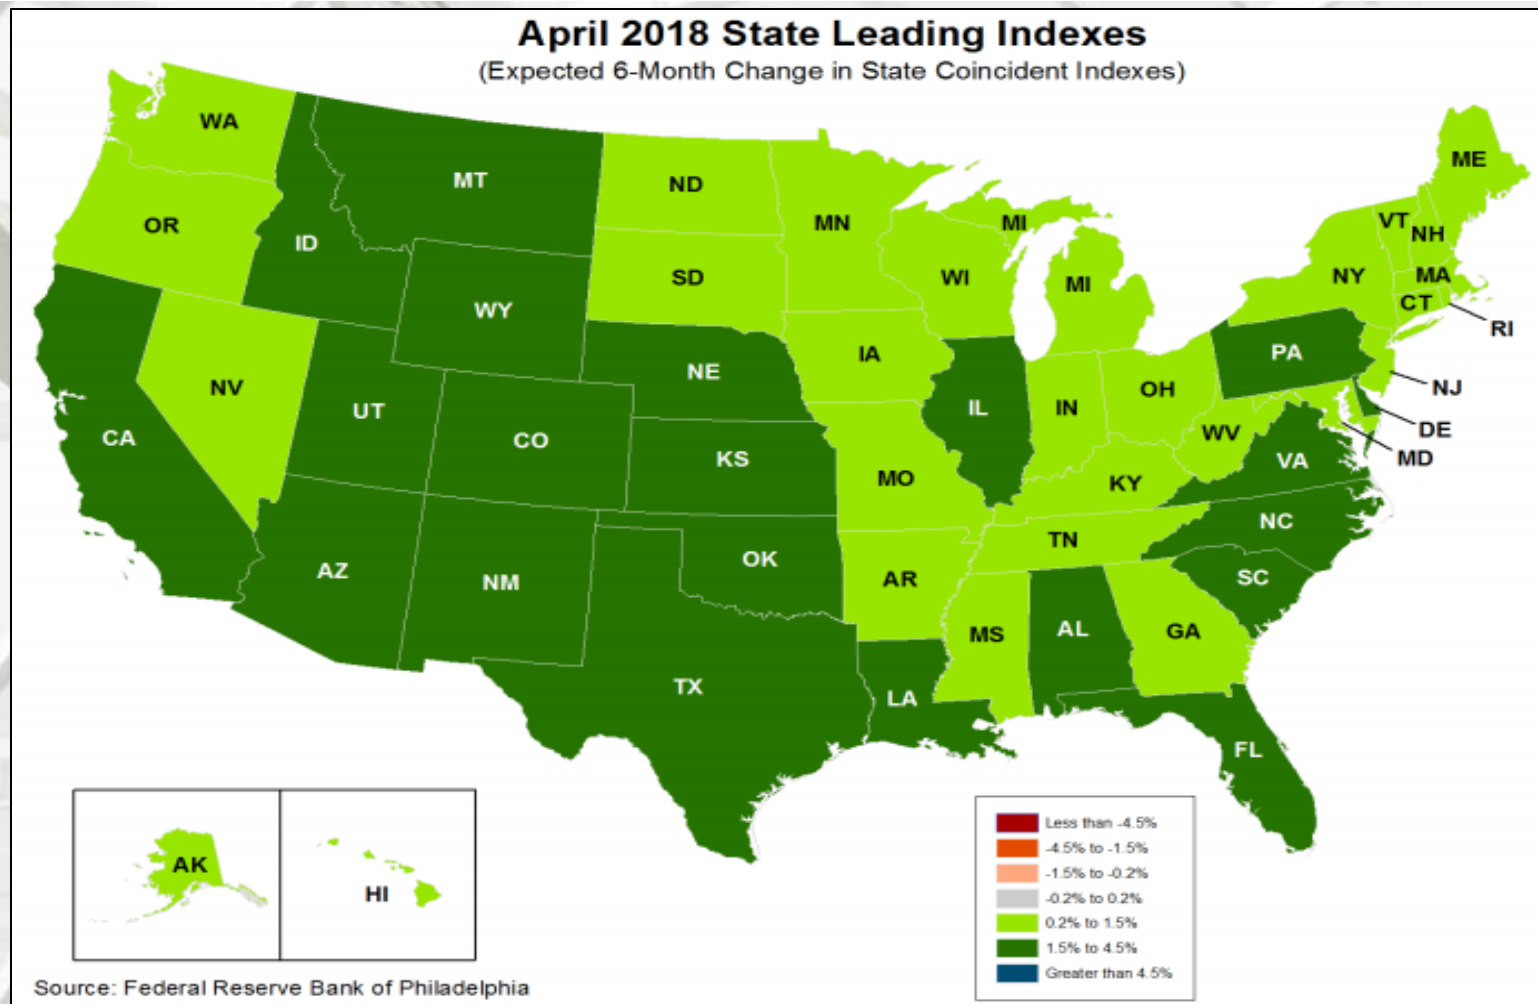 April 2018 State Leading Indexes
(Expected 6-Month Change in State Coincident Indexes)
WA
MT
ND
MN
MI
ME
OR
ID
SD
WI
MI
VT
NH
NY
MA
CT
RI
WY
NV
UT
NE
IA
PA
NJ
CA
CO
KS
IL
IN
OH
WV
DE
MD
VA
MO
KY
AZ
NM
OK
AR
TN
NC
SC
MS
AL
GA
TX
LA
FL
AK
HI
Less than -4.5%
-4.5% to -1.5%
-1.5% to -0.2%
-0.2% to 0.2%
0.2% to 1.5%
1.5% to 4.5%
Greater than 4.5%
Source: Federal Reserve Bank of Philadelphia